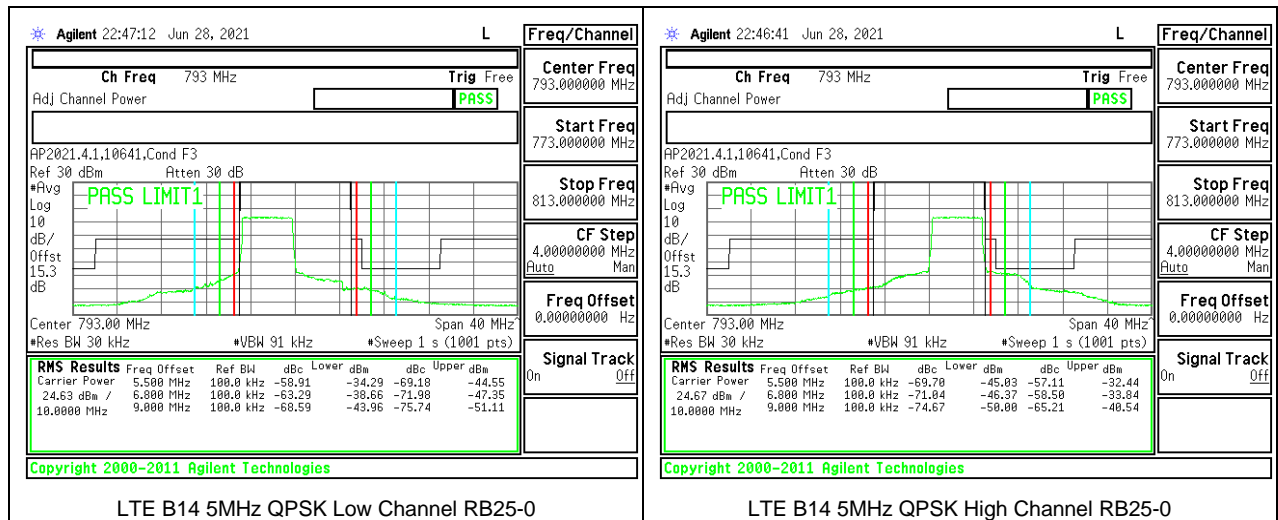 Agilent 22:47:12 Jun 28, 2021 L
Freq/Channel
Ch Freq 793 MHz Trig Free
Adj Channel Power PASS
AP2021.4.1,10641,Cond F3
Ref 30 dBm Atten 30 dB
#Avg
Log
10
dB/
Offst
15.3
dB
PASS LIMIT1
Center 793.00 MHz Span 40 MHz^
#Res BW 30 kHz #VBW 91 kHz #Sweep 1 s (1001 pts)
RMS Results Freq Offset Ref BW dBc Lower dBm dBc Upper dBm
Carrier Power 5.500 MHz 100.0 kHz -58.91 -34.29 -69.18 -44.55
24.63 dBm / 6.800 MHz 100.0 kHz -63.29 -38.66 -71.98 -47.35
10.0000 MHz 9.000 MHz 100.0 kHz -68.59 -43.96 -75.74 -51.11
Center Freq
793.000000 MHz
Start Freq
773.000000 MHz
Stop Freq
813.000000 MHz
CF Step
4.00000000 MHz
Auto Man
Freq Offset
0.00000000 Hz
Signal Track
On Off
Copyright 2000-2011 Agilent Technologies
LTE B14 5MHz QPSK Low Channel RB25-0
Agilent 22:46:41 Jun 28, 2021 L
Freq/Channel
Ch Freq 793 MHz Trig Free
Adj Channel Power PASS
AP2021.4.1,10641,Cond F3
Ref 30 dBm Atten 30 dB
#Avg
Log
10
dB/
Offst
15.3
dB
PASS LIMIT1
Center 793.00 MHz Span 40 MHz^
#Res BW 30 kHz #VBW 91 kHz #Sweep 1 s (1001 pts)
RMS Results Freq Offset Ref BW dBc Lower dBm dBc Upper dBm
Carrier Power 5.500 MHz 100.0 kHz -69.70 -45.03 -57.11 -32.44
24.67 dBm / 6.800 MHz 100.0 kHz -71.04 -46.37 -58.50 -33.84
10.0000 MHz 9.000 MHz 100.0 kHz -74.67 -50.00 -65.21 -40.54
Center Freq
793.000000 MHz
Start Freq
773.000000 MHz
Stop Freq
813.000000 MHz
CF Step
4.00000000 MHz
Auto Man
Freq Offset
0.00000000 Hz
Signal Track
On Off
Copyright 2000-2011 Agilent Technologies
LTE B14 5MHz QPSK High Channel RB25-0